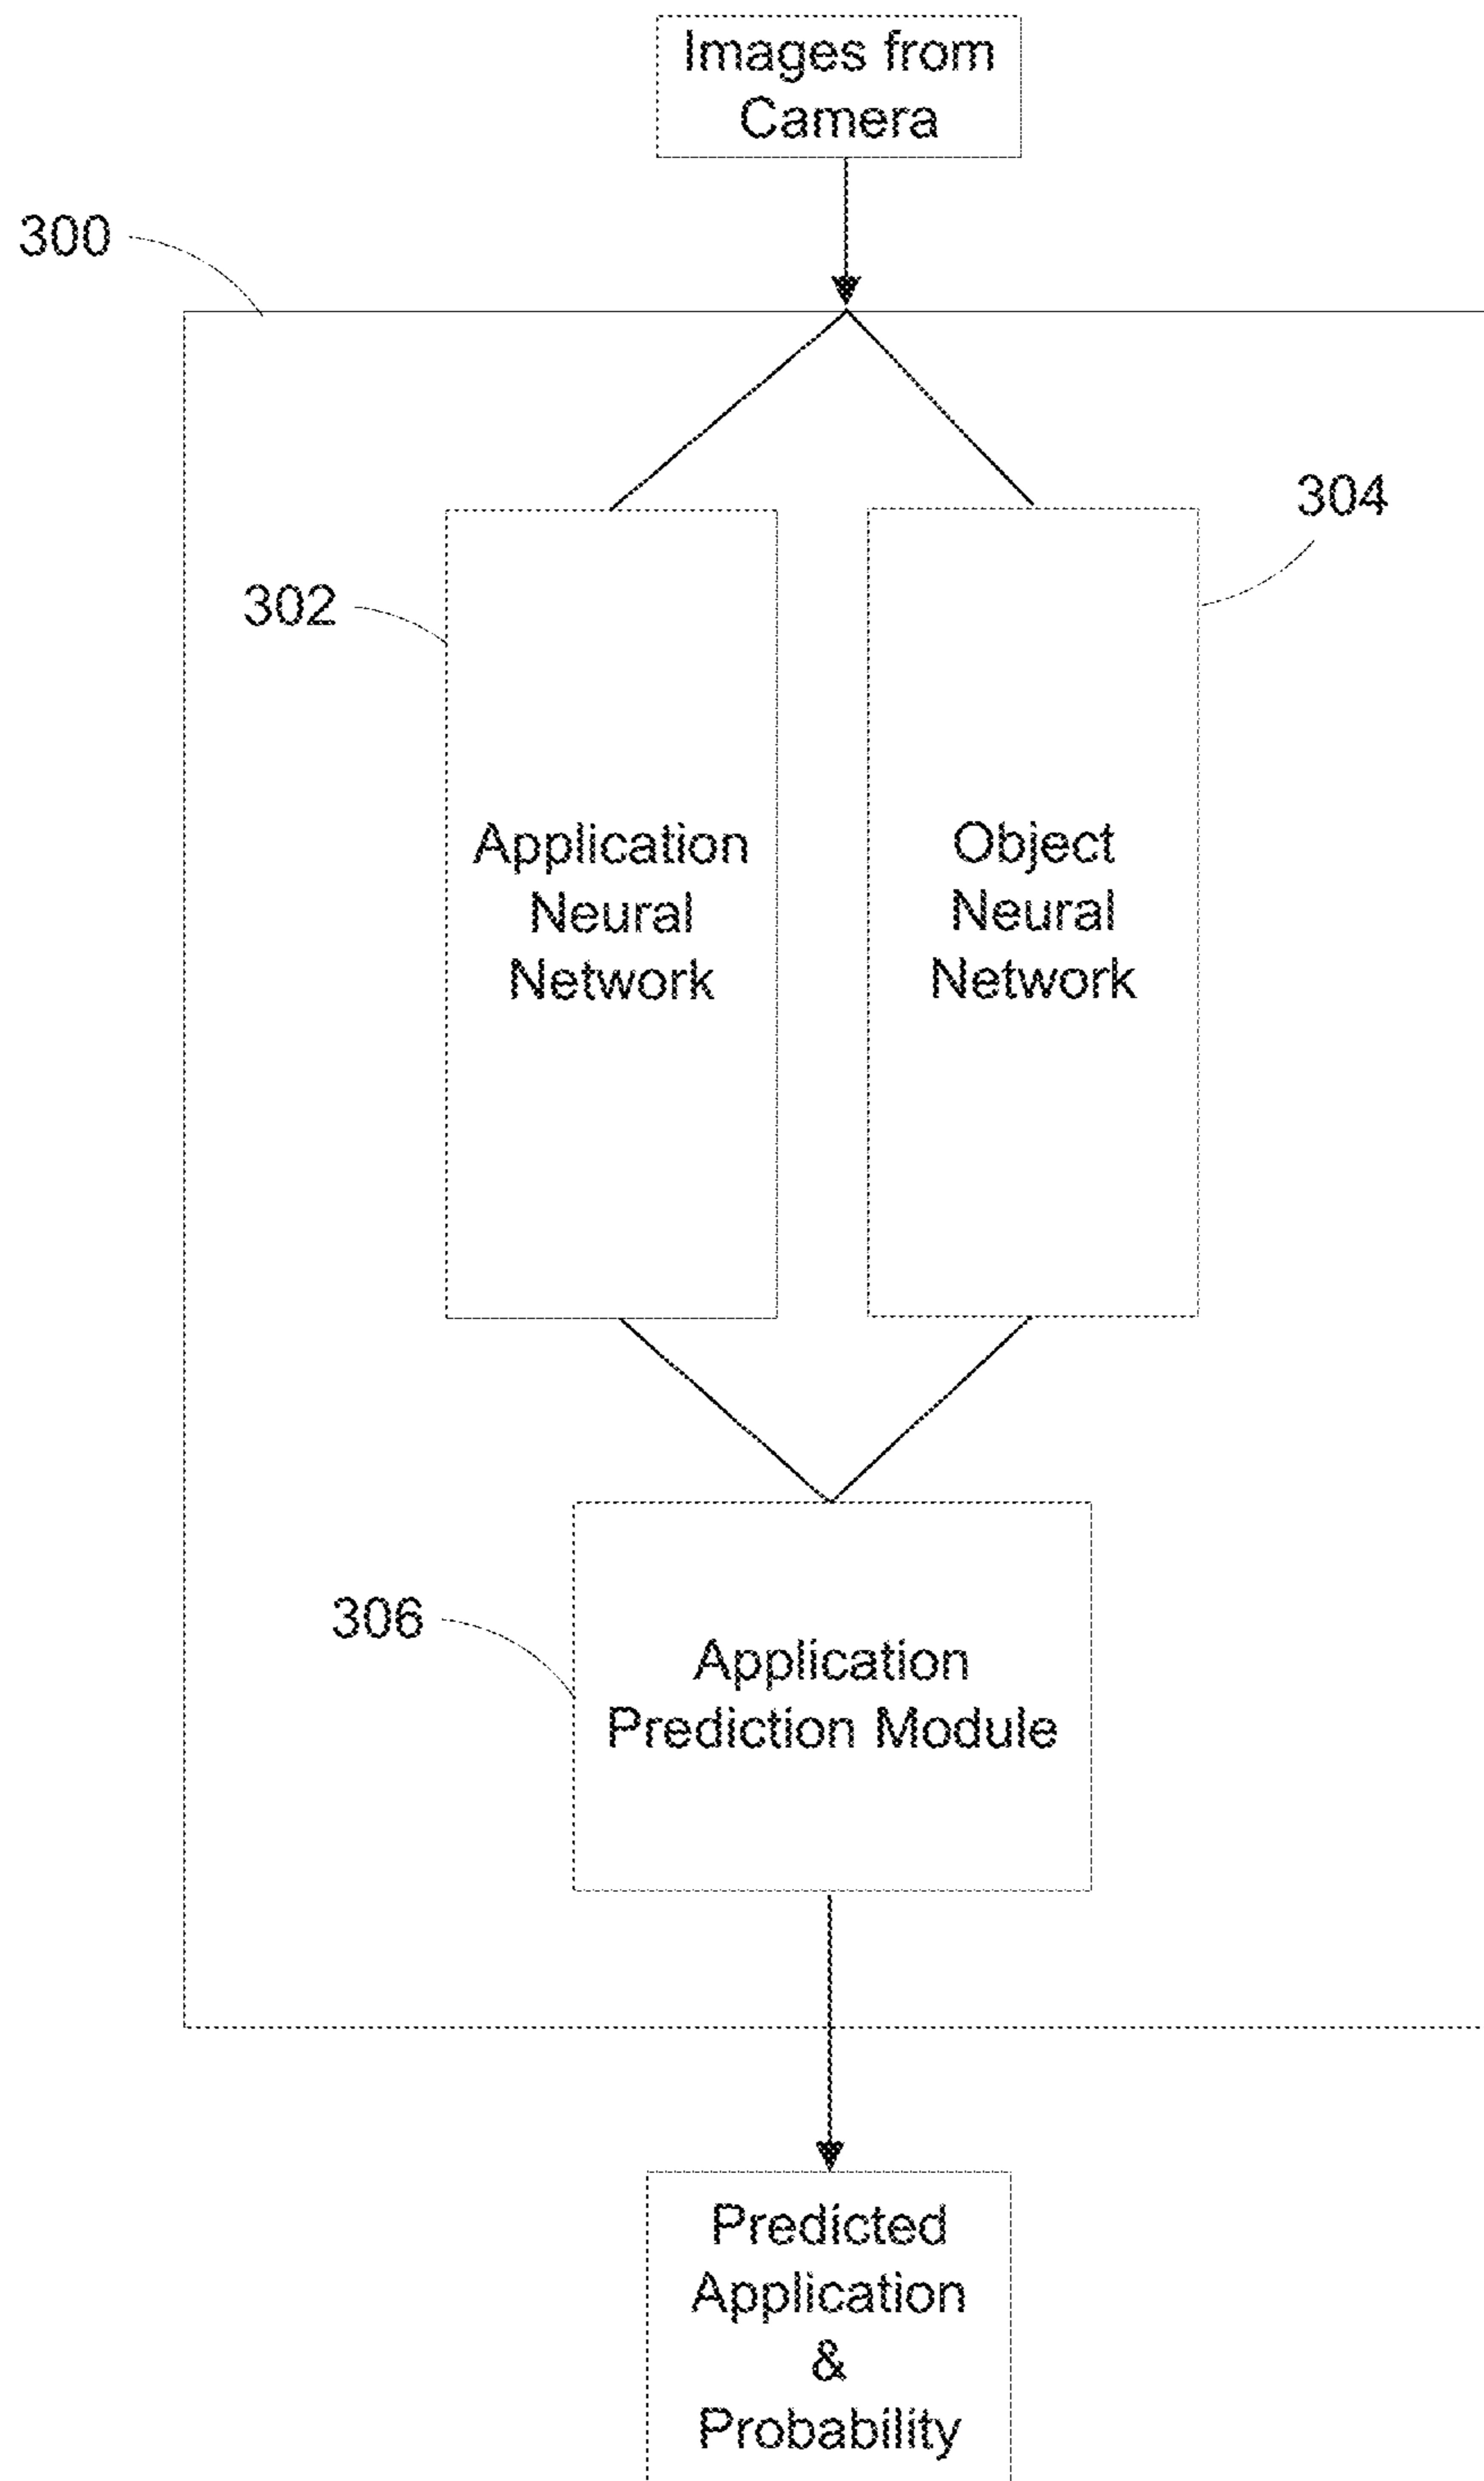 Images from
Camera
300
304
302
Application
Neural
Network
Object
Neural
Network
306
Application
Prediction Module
Predicted
Application
&
Probability